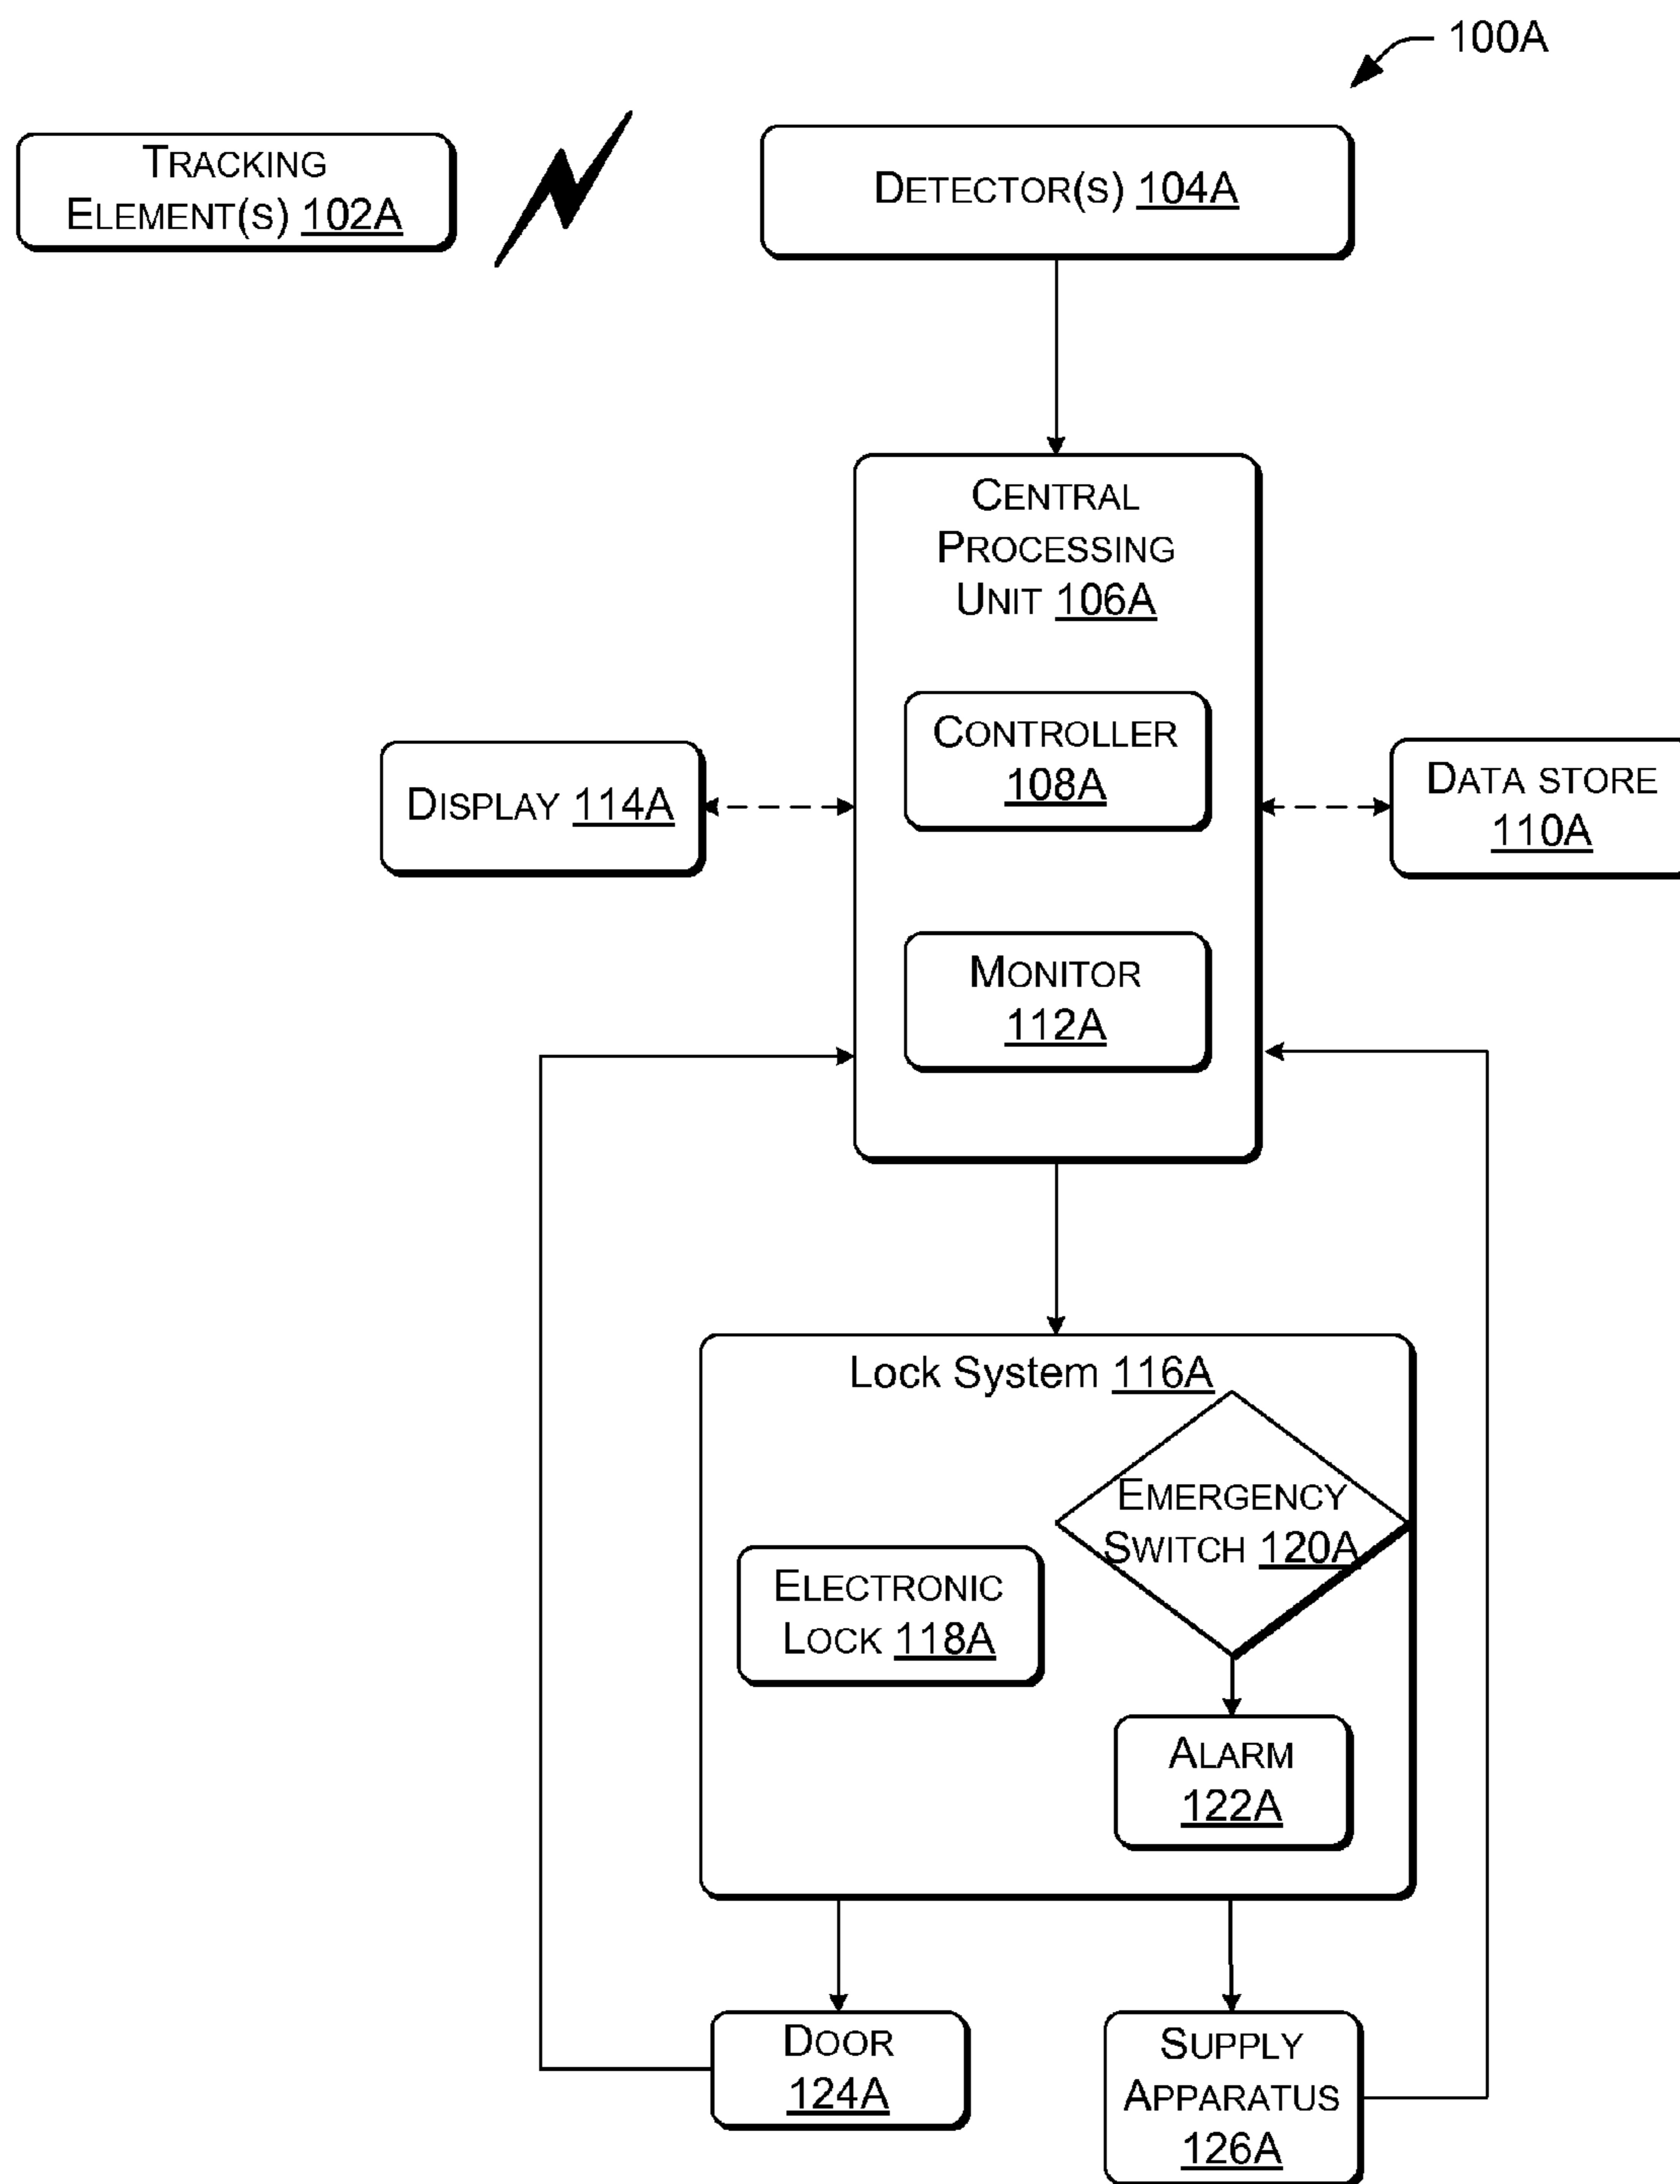 100A
TRACKING
ELEMENT(S) 102A
DETECTOR(S) 104A
CENTRAL
PROCESSING
UNIT 106A
CONTROLLER
108A
DISPLAY 114A
DATA STORE
110A
MONITOR
112A
Lock System 116A
EMERGENCY
SWITCH 120A
ELECTRONIC
LOCK 118A
ALARM
122A
DOOR
124A
SUPPLY
APPARATUS
126A